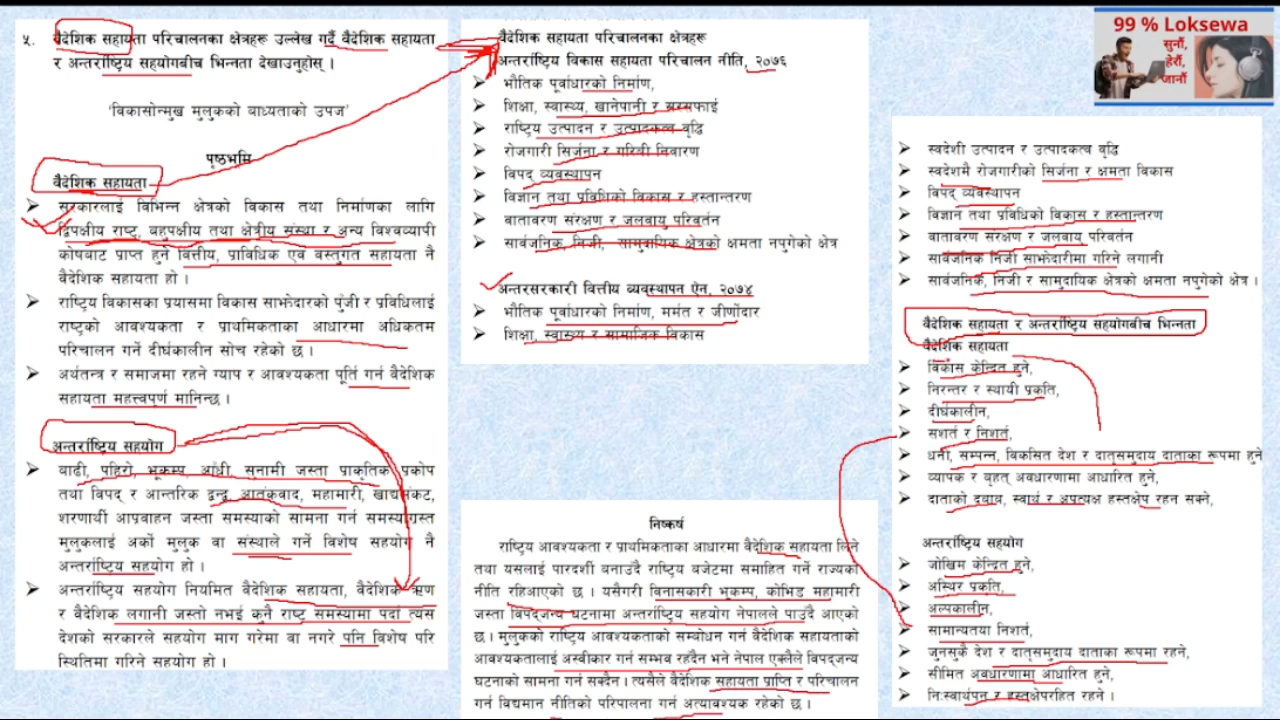 ५. वैदेशिक सहायता परिचालनका क्षेत्रहरू उल्लेख गर्दै वैदेशिक सहायता
र अन्तर्राष्ट्रिय सहयोगबीच भिन्नता देखाउनुहोस् ।
'विकासोन्मुख मुलुकको बाध्यताको उपज'
पृष्ठभूमि
वैदेशिक सहायता
सरकारलाई विभिन्न क्षेत्रको विकास तथा निर्माणका लागि
द्विपक्षीय राष्ट्र, बहुपक्षीय तथा क्षेत्रीय संस्था र अन्य विश्वव्यापी
कोषबाट प्राप्त हुने वित्तीय, प्राविधिक एवं वस्तुगत सहायता नै
वैदेशिक सहायता हो ।
राष्ट्रिय विकासका प्रयासमा विकास साझेदारको पुँजी र प्रविधिलाई
राष्ट्रको आवश्यकता र प्राथमिकताका आधारमा अधिकतम
परिचालन गर्ने दीर्घकालीन सोच रहेको छ ।
अर्थतन्त्र र समाजमा रहने ग्याप र आवश्यकता पूर्ति गर्न वैदेशिक
सहायता महत्त्वपूर्ण मानिन्छ ।
अन्तर्राष्ट्रिय सहयोग
बाढी, पहिरो, भूकम्प, आँधी, सुनामी जस्ता प्राकृतिक प्रकोप
तथा विपद् र आन्तरिक द्वन्द्व, आतंकवाद, महामारी, खाद्यसंकट,
शरणार्थी आप्रवाहन जस्ता समस्याको सामना गर्न समस्याग्रस्त
मुलुकलाई अर्को मुलुक वा संस्थाले गर्ने विशेष सहयोग नै
अन्तर्राष्ट्रिय सहयोग हो ।
अन्तर्राष्ट्रिय सहयोग नियमित वैदेशिक सहायता, वैदेशिक ऋण
र वैदेशिक लगानी जस्तो नभई कुनै राष्ट्र समस्यामा पर्दा त्यस
देशको सरकारले सहयोग माग गरेमा वा नगरे पनि विशेष परि
स्थितिमा गरिने सहयोग हो ।
वैदेशिक सहायता परिचालनका क्षेत्रहरू
अन्तर्राष्ट्रिय विकास सहायता परिचालन नीति, २०७६
भौतिक पूर्वाधारको निर्माण,
शिक्षा, स्वास्थ्य, खानेपानी र सरसफाई
राष्ट्रिय उत्पादन र उत्पादकत्व वृद्धि
रोजगारी सिर्जना र गरिबी निवारण
विपद् व्यवस्थापन
विज्ञान तथा प्रविधिको विकास र हस्तान्तरण
वातावरण संरक्षण र जलवायु परिवर्तन
सार्वजनिक, निजी, सामुदायिक क्षेत्रको क्षमता नपुगेको क्षेत्र
अन्तरसरकारी वित्तीय व्यवस्थापन ऐन, २०७४
भौतिक पूर्वाधारको निर्माण, मर्मत र जीर्णोद्धार
शिक्षा, स्वास्थ्य र सामाजिक विकास
निष्कर्ष
राष्ट्रिय आवश्यकता र प्राथमिकताका आधारमा वैदेशिक सहायता लिने
तथा यसलाई पारदर्शी बनाउँदै राष्ट्रिय बजेटमा समाहित गर्ने राज्यको
नीति रहिआएको छ । यसैगरी विनासकारी भूकम्प, कोभिड महामारी
जस्ता विपद्जन्य घटनामा अन्तर्राष्ट्रिय सहयोग नेपालले पाउँदै आएको
छ । मुलुकको राष्ट्रिय आवश्यकताको सम्बोधन गर्न वैदेशिक सहायताको
आवश्यकतालाई अस्वीकार गर्न सम्भव रहँदैन भने नेपाल एक्लैले विपद्जन्य
घटनाको सामना गर्न सक्दैन । त्यसैले वैदेशिक सहायता प्राप्ति र परिचालन
गर्न विद्यमान नीतिको परिपालना गर्न अत्यावश्यक रहेको छ ।
99 % Loksewa
सुनौं,
हेरौं,
जानौं
स्वदेशी उत्पादन र उत्पादकत्व वृद्धि
स्वदेशमै रोजगारीको सिर्जना र क्षमता विकास
विपद् व्यवस्थापन
विज्ञान तथा प्रविधिको विकास र हस्तान्तरण
वातावरण संरक्षण र जलवायु परिवर्तन
सार्वजनिक निजी साझेदारीमा गरिने लगानी
सार्वजनिक, निजी र सामुदायिक क्षेत्रको क्षमता नपुगेको क्षेत्र ।
वैदेशिक सहायता र अन्तर्राष्ट्रिय सहयोगबीच भिन्नता
वैदेशिक सहायता
विकास केन्द्रित हुने,
निरन्तर र स्थायी प्रकृति,
दीर्घकालीन,
सशर्त र निशर्त,
धनी, सम्पन्न, विकसित देश र दातृसमुदाय दाताका रूपमा हुने
व्यापक र बृहत् अवधारणामा आधारित हुने,
दाताको दबाब, स्वार्थ र अप्रत्यक्ष हस्तक्षेप रहन सक्ने,
अन्तर्राष्ट्रिय सहयोग
जोखिम केन्द्रित हुने,
अस्थिर प्रकृति,
अल्पकालीन,
सामान्यतया निशर्त,
जुनसुकै देश र दातृसमुदाय दाताका रूपमा रहने,
सीमित अवधारणामा आधारित हुने,
निःस्वार्थपन र हस्तक्षेपरहित रहने ।